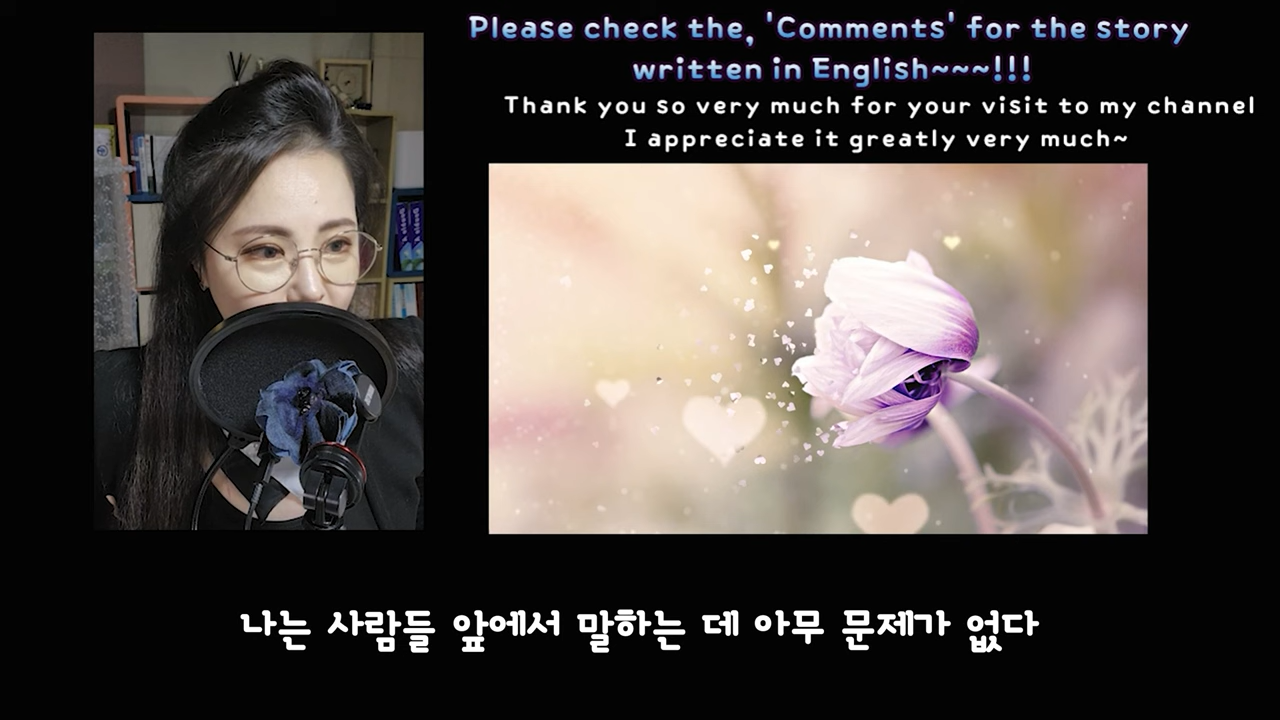 Please check the, 'Comments' for the story
written in English~~~!!!
Thank you so very much for your visit to my channel
I appreciate it greatly very much~
나는 사람들 앞에서 말하는 데 아무 문제가 없다